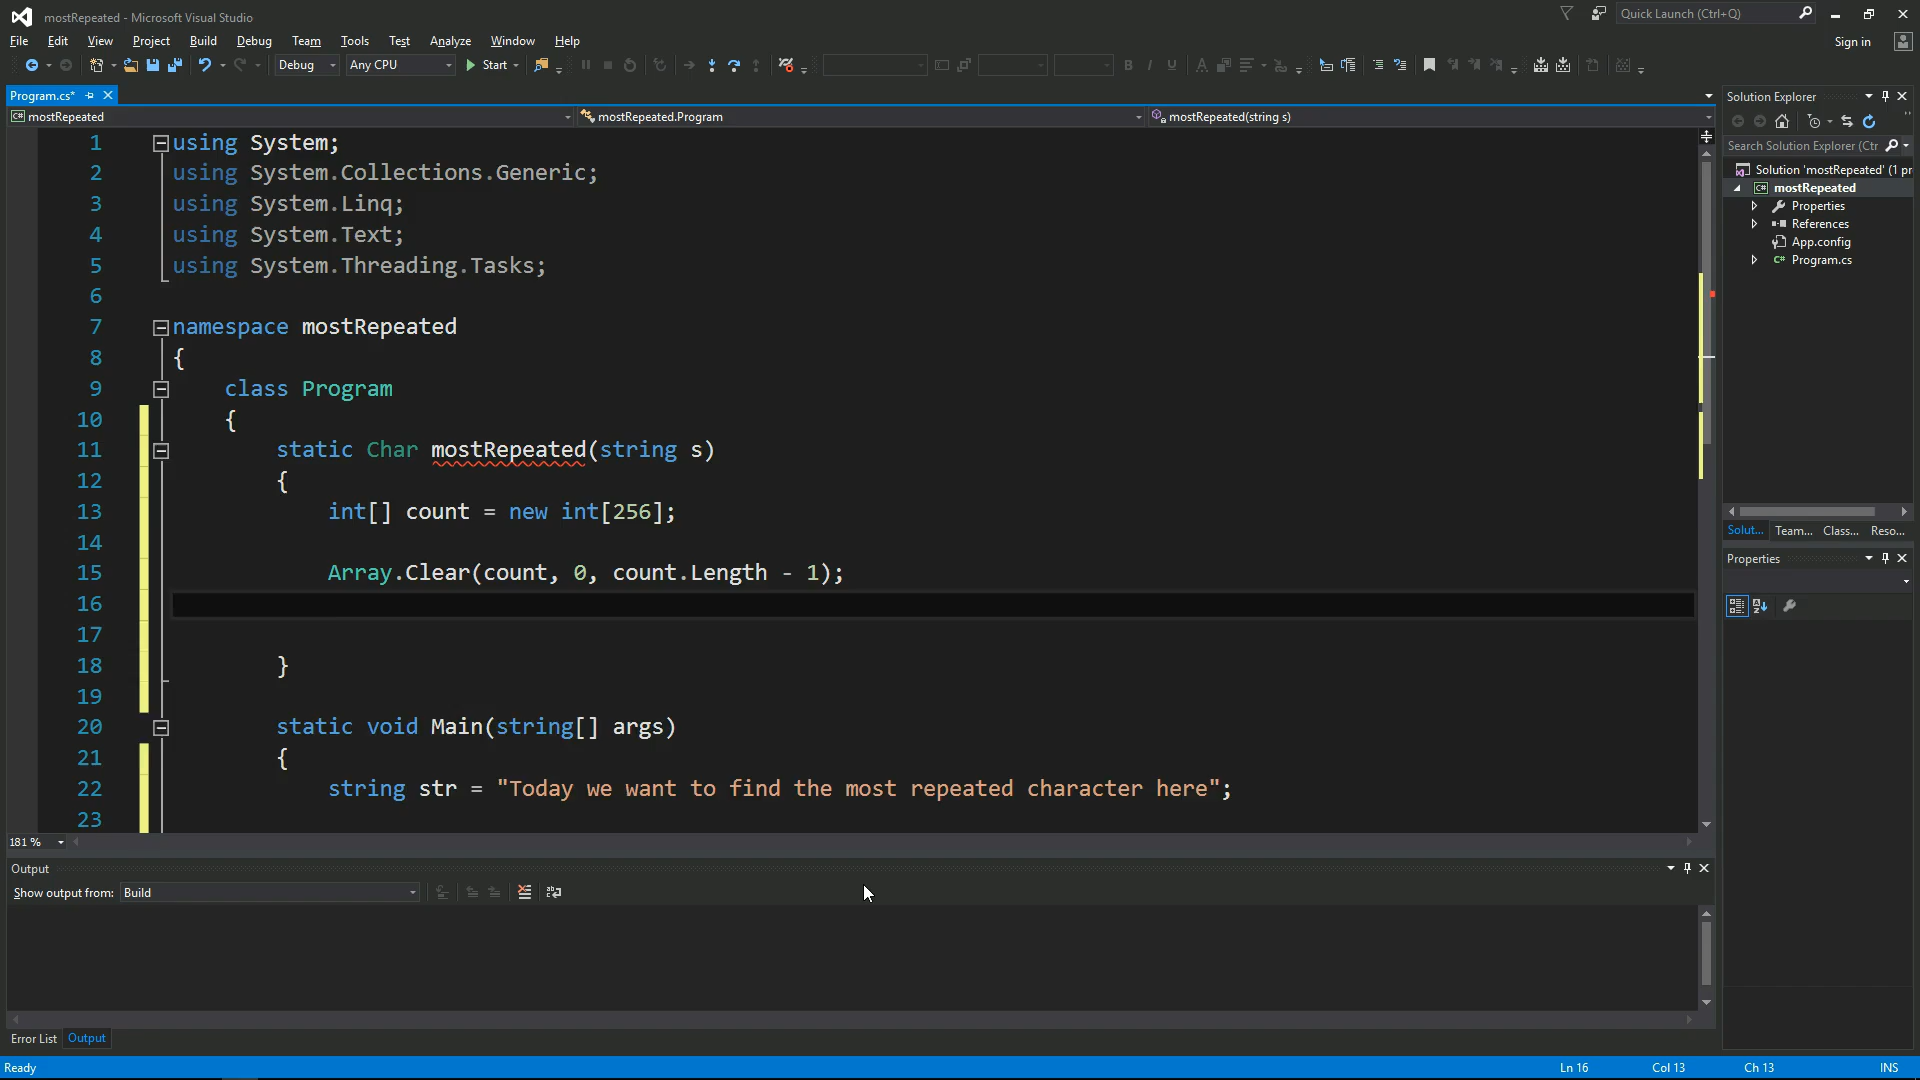 mostRepeated - Microsoft Visual Studio
Quick Launch (Ctrl+Q)
File Edit View Project Build Debug Team Tools Test Analyze Window Help
Sign in
Debug Any CPU Start
Program.cs*
mostRepeated mostRepeated.Program mostRepeated(string s)
1 using System;
2 using System.Collections.Generic;
3 using System.Linq;
4 using System.Text;
5 using System.Threading.Tasks;
6
7 namespace mostRepeated
8 {
9 class Program
10 {
11 static Char mostRepeated(string s)
12 {
13 int[] count = new int[256];
14
15 Array.Clear(count, 0, count.Length - 1);
16
17
18 }
19
20 static void Main(string[] args)
21 {
22 string str = "Today we want to find the most repeated character here";
23
181 %
Output
Show output from: Build
Error List Output
Ready
Ln 16 Col 13 Ch 13 INS
Solution Explorer
Search Solution Explorer (Ctr
Solution 'mostRepeated' (1 pr
C# mostRepeated
Properties
References
App.config
C# Program.cs
Solut... Team... Class... Reso...
Properties